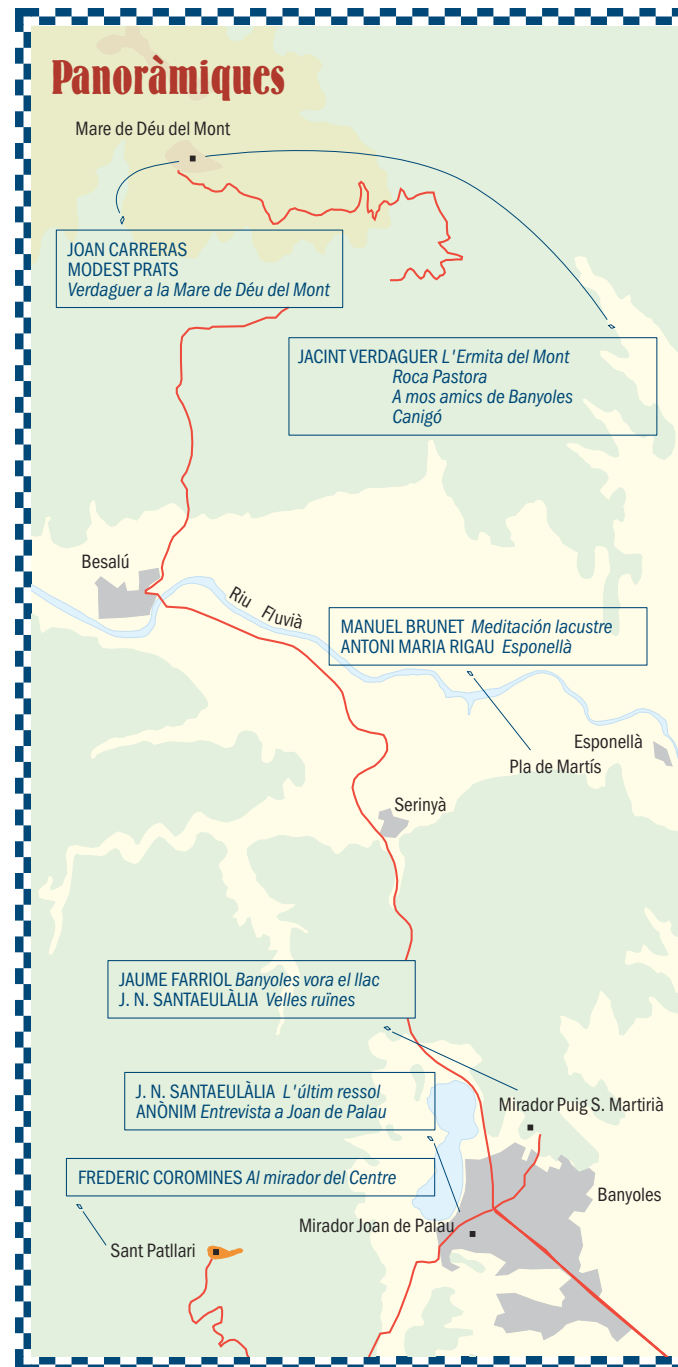 Panoràmiques
Mare de Déu del Mont
JOAN CARRERAS
MODEST PRATS
Verdaguer a la Mare de Déu del Mont
JACINT VERDAGUER L'Ermita del Mont
Roca Pastora
A mos amics de Banyoles
Canigó
Besalú
Riu Fluvià
MANUEL BRUNET Meditación lacustre
ANTONI MARIA RIGAU Esponellà
Esponellà
Pla de Martís
Serinyà
JAUME FARRIOL Banyoles vora el llac
J. N. SANTAEULÀLIA Velles ruïnes
J. N. SANTAEULÀLIA L'últim ressol
ANÒNIM Entrevista a Joan de Palau
Mirador Puig S. Martirià
FREDERIC COROMINES Al mirador del Centre
Banyoles
Mirador Joan de Palau
Sant Patllari